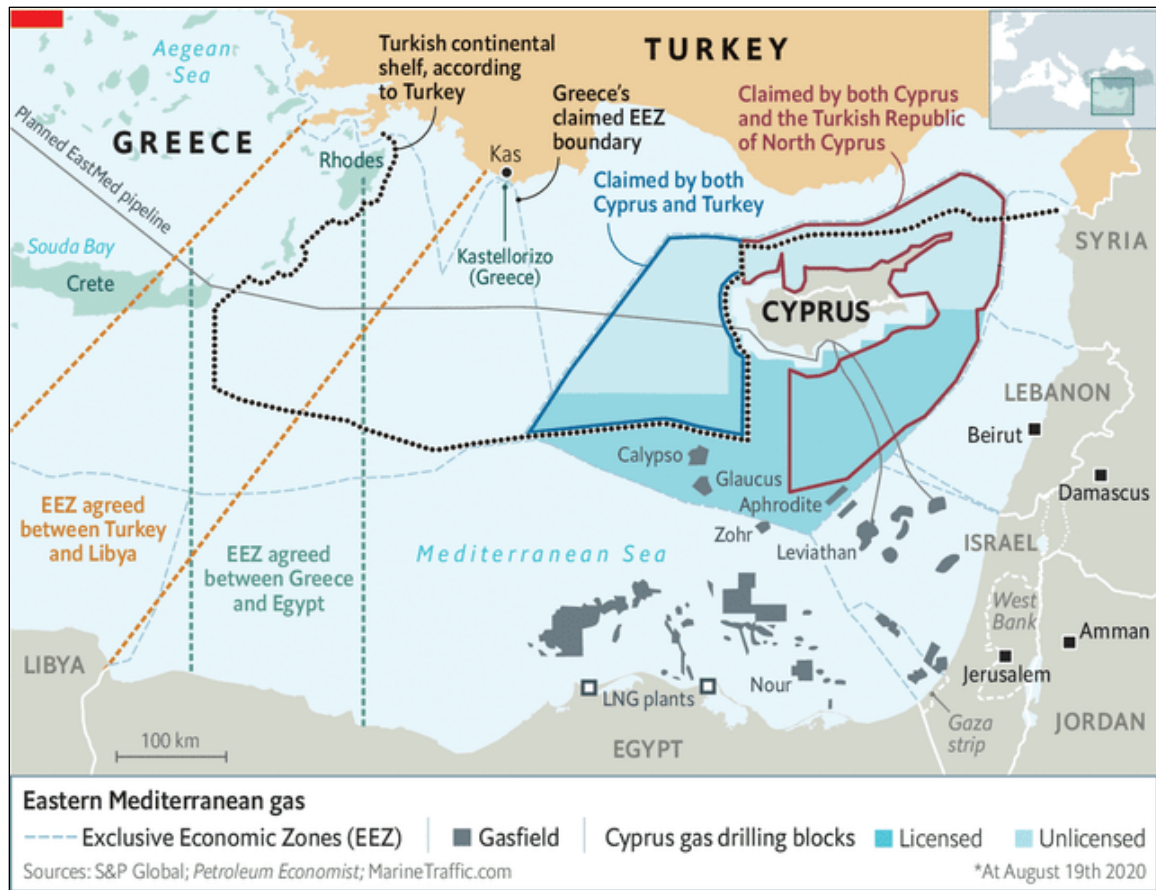 Aegean
Sea
GREECE
Turkish continental
shelf, according
to Turkey
TURKEY
Greece's
claimed EEZ
boundary
Claimed by both Cyprus
and the Turkish Republic
of North Cyprus
Planned EastMed pipeline
Rhodes
Kas
Claimed by both
Cyprus and Turkey
Souda Bay
Crete
Kastellorizo
(Greece)
SYRIA
CYPRUS
LEBANON
Beirut
Damascus
Calypso
Glaucus
Aphrodite
Zohr
Leviathan
ISRAEL
EEZ agreed
between Turkey
and Libya
EEZ agreed
between Greece
and Egypt
Mediterranean Sea
West
Bank
Amman
Jerusalem
LIBYA
Nour
LNG plants
Gaza
strip
JORDAN
EGYPT
100 km
Eastern Mediterranean gas
Exclusive Economic Zones (EEZ)
Gasfield
Cyprus gas drilling blocks
Licensed
Unlicensed
Sources: S&P Global; Petroleum Economist; MarineTraffic.com
*At August 19th 2020